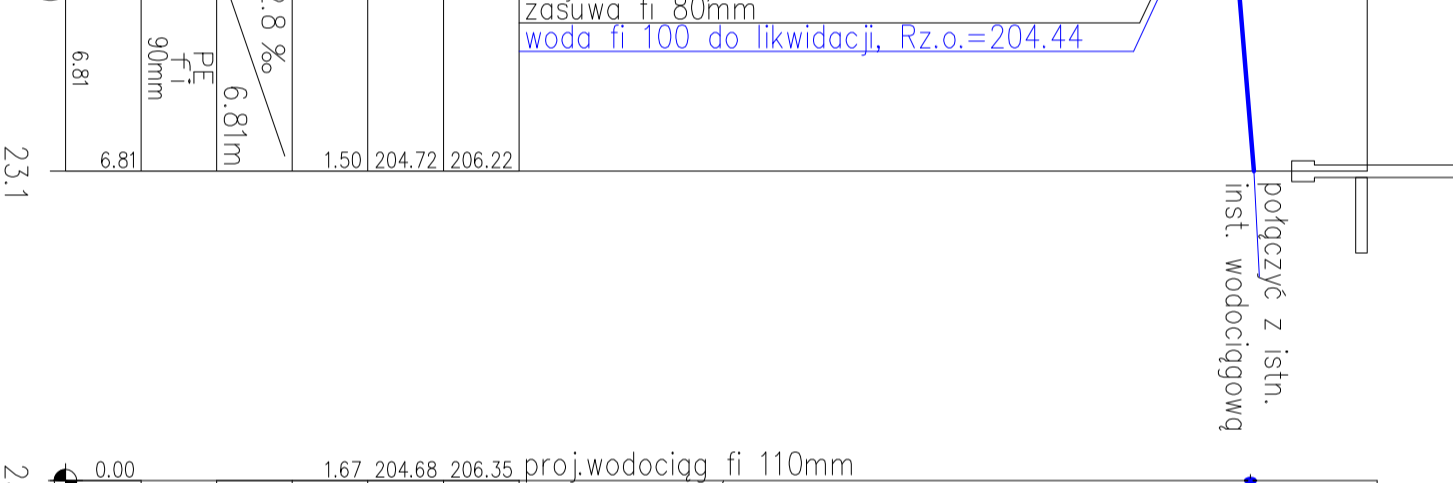 zasuwa fi 80mm
woda fi 100 do likwidacji, Rz.o.=204.44
.8 ‰
PE
fi
90mm
6.81
6.81m
6.81
1.50 204.72 206.22
23.1
połączyć z istn.
inst. wodociągową
0.00
1.67 204.68 206.35 proj.wodociąg fi 110mm